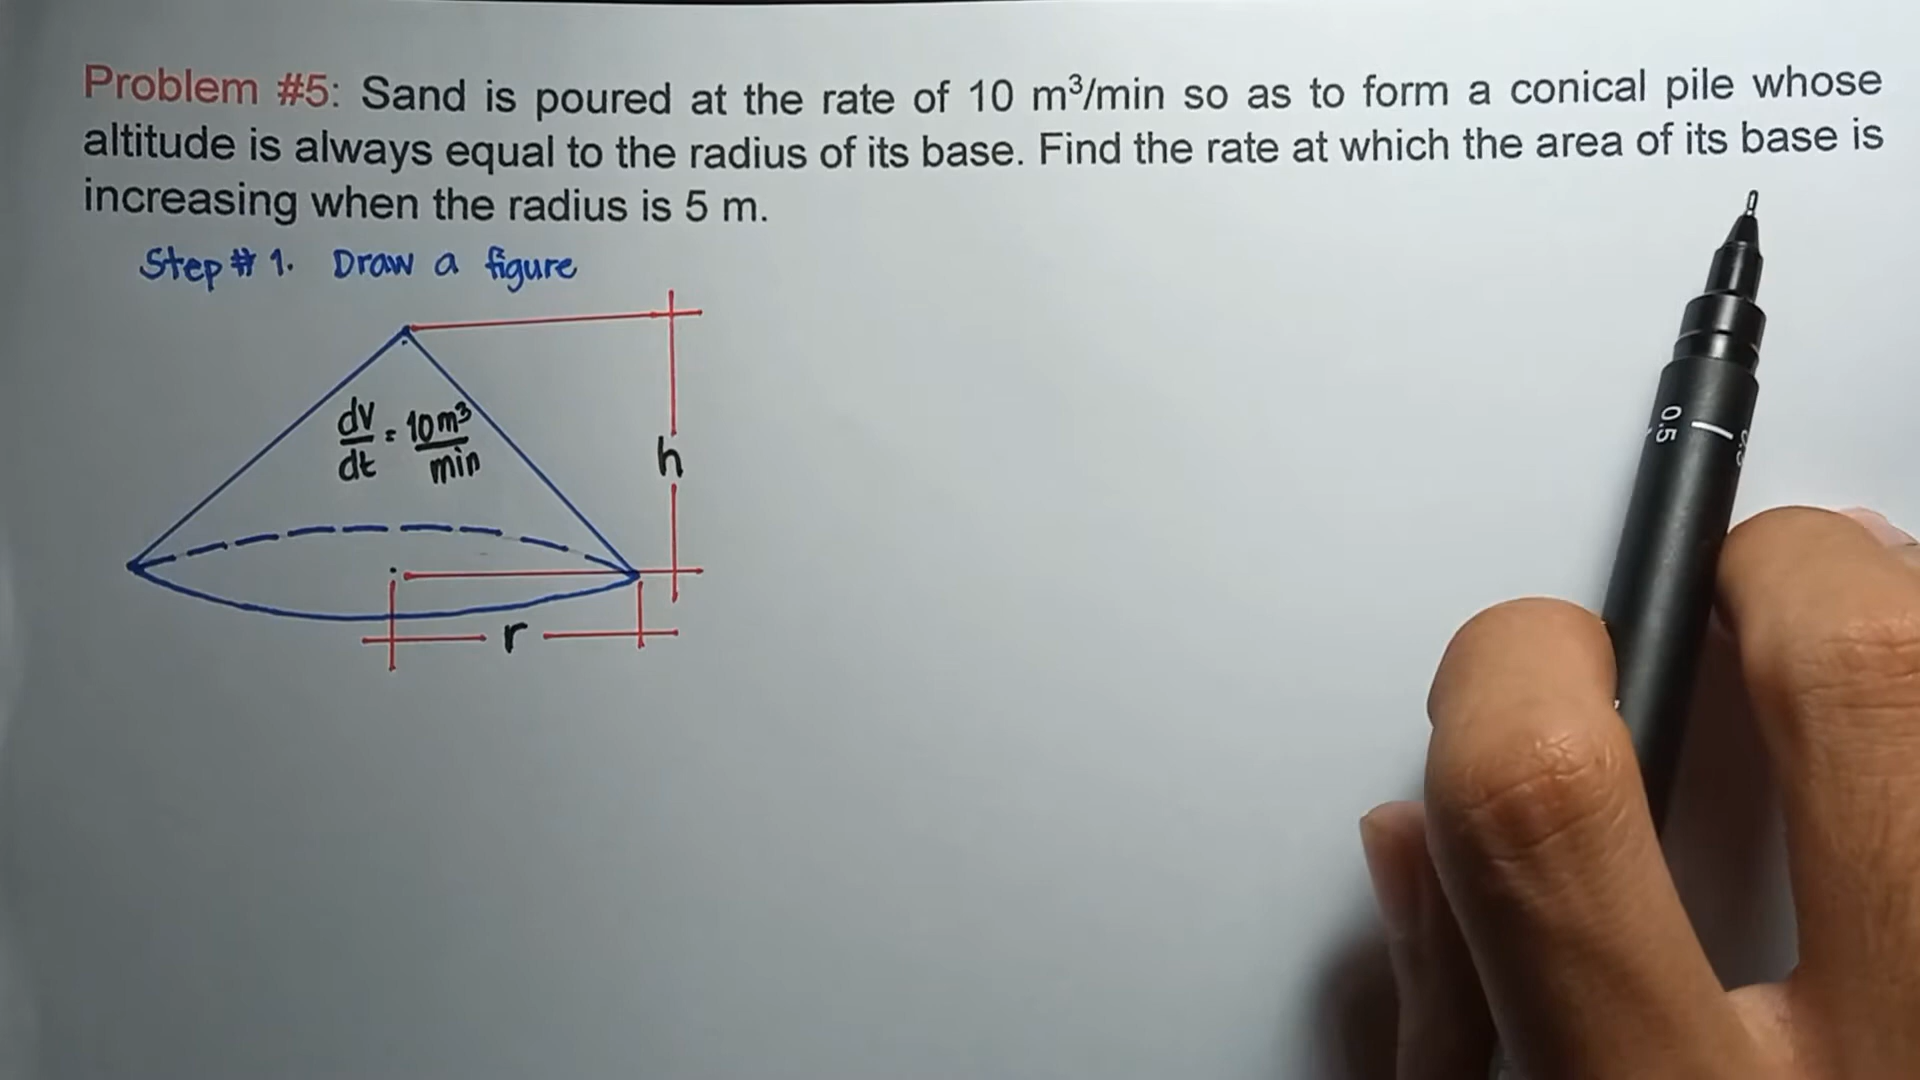 Problem #5: Sand is poured at the rate of 10 m³/min so as to form a conical pile whose
altitude is always equal to the radius of its base. Find the rate at which the area of its base is
increasing when the radius is 5 m.
Step # 1. Draw a figure
dV/dt = 10m³/min
h
r
0.5